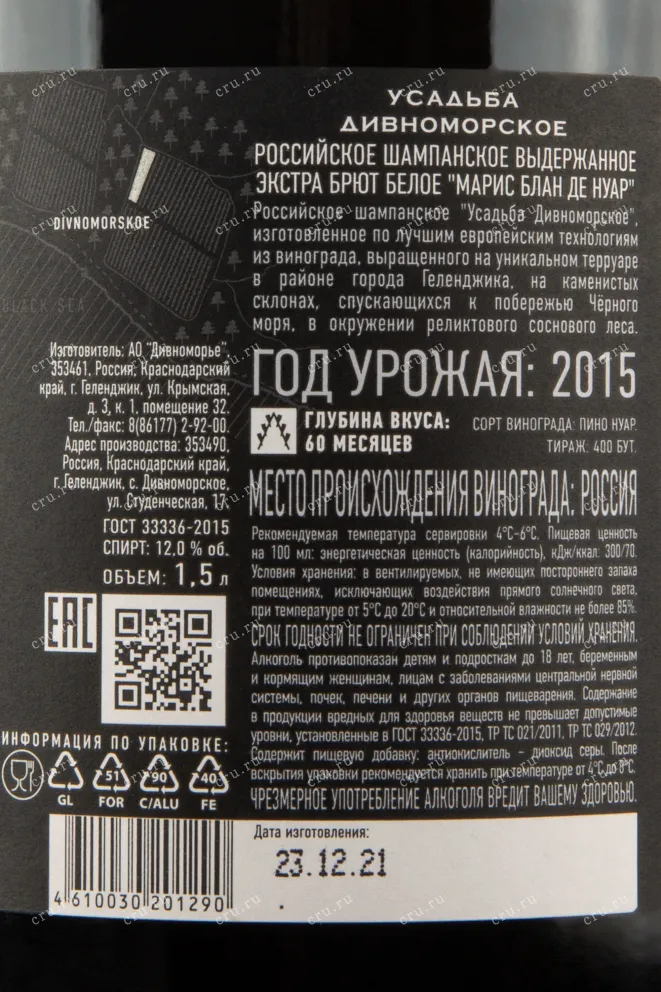 УСАДЬБА
ДИВНОМОРСКОЕ
РОССИЙСКОЕ ШАМПАНСКОЕ ВЫДЕРЖАННОЕ
ЭКСТРА БРЮТ БЕЛОЕ "МАРИС БЛАН ДЕ НУАР"
Российское шампанское "Усадьба Дивноморское",
изготовленное по лучшим европейским технологиям
из винограда, выращенного на уникальном терруаре
в районе города Геленджика, на каменистых
склонах, спускающихся к побережью Чёрного
моря, в окружении реликтового соснового леса.
DIVNOMORSKOE
BLACK SEA
ГОД УРОЖАЯ: 2015
ГЛУБИНА ВКУСА:
60 МЕСЯЦЕВ
СОРТ ВИНОГРАДА: ПИНО НУАР.
ТИРАЖ: 400 БУТ.
МЕСТО ПРОИСХОЖДЕНИЯ ВИНОГРАДА: РОССИЯ
Рекомендуемая температура сервировки 4°С-6°С. Пищевая ценность
на 100 мл: энергетическая ценность (калорийность), кДж/ккал: 300/70.
Условия хранения: в вентилируемых, не имеющих постороннего запаха
помещениях, исключающих воздействия прямого солнечного света,
при температуре от 5°С до 20°С и относительной влажности не более 85%.
СРОК ГОДНОСТИ НЕ ОГРАНИЧЕН ПРИ СОБЛЮДЕНИИ УСЛОВИЙ ХРАНЕНИЯ.
Алкоголь противопоказан детям и подросткам до 18 лет, беременным
и кормящим женщинам, лицам с заболеваниями центральной нервной
системы, почек, печени и других органов пищеварения. Содержание
в продукции вредных для здоровья веществ не превышает допустимые
уровни, установленные в ГОСТ 33336-2015, ТР ТС 021/2011, ТР ТС 029/2012.
Содержит пищевую добавку: антиокислитель - диоксид серы. После
вскрытия упаковки рекомендуется хранить при температуре от 4°С до 8°С.
ЧРЕЗМЕРНОЕ УПОТРЕБЛЕНИЕ АЛКОГОЛЯ ВРЕДИТ ВАШЕМУ ЗДОРОВЬЮ.
Изготовитель: АО "Дивноморье",
353461, Россия, Краснодарский
край, г. Геленджик, ул. Крымская,
д. 3, к. 1, помещение 32.
Тел./факс: 8(86177) 2-92-00.
Адрес производства: 353490,
Россия, Краснодарский край,
г. Геленджик, с. Дивноморское,
ул. Студенческая, 17.
ГОСТ 33336-2015
СПИРТ: 12,0 % об.
ОБЪЕМ: 1,5 л
EAC
ИНФОРМАЦИЯ ПО УПАКОВКЕ:
51
90
40
GL
FOR
C/ALU
FE
4 610030 201290
Дата изготовления:
23.12.21
cru.ru